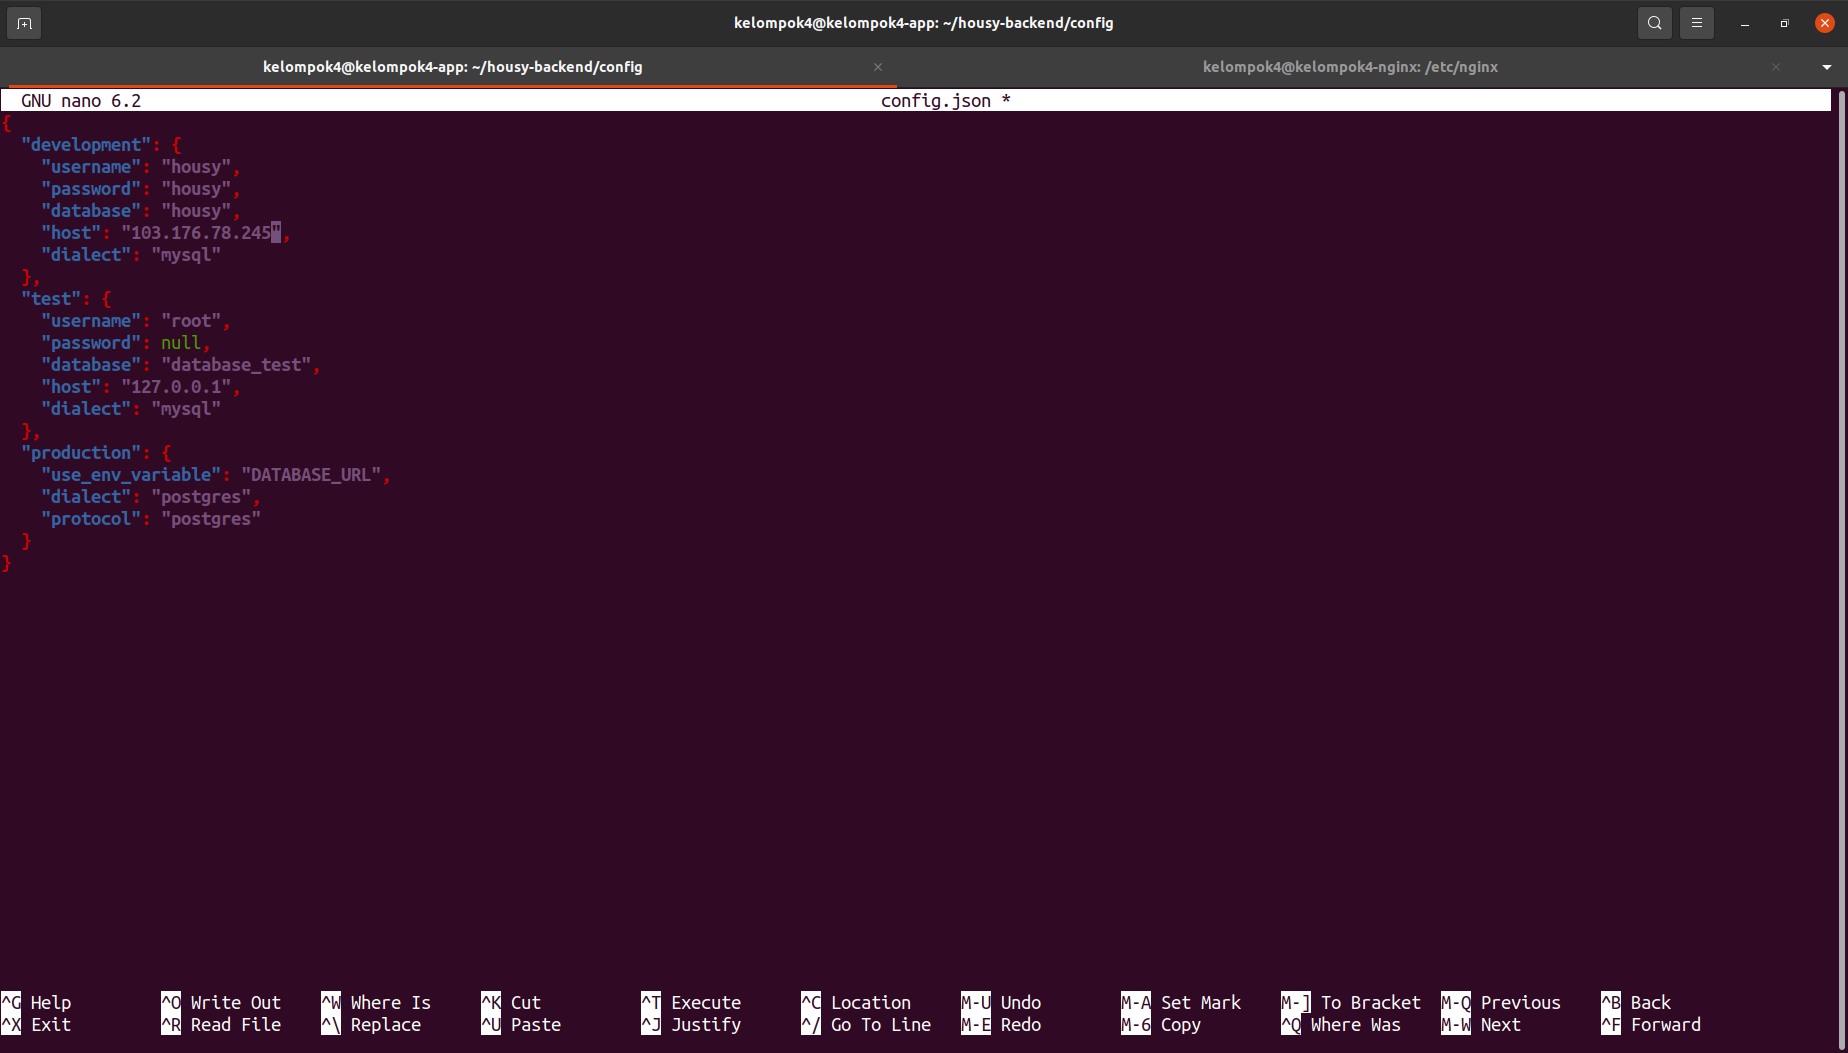 kelompok4@kelompok4-app: ~/housy-backend/config
kelompok4@kelompok4-app: ~/housy-backend/config
kelompok4@kelompok4-nginx: /etc/nginx
GNU nano 6.2 config.json *
{
  "development": {
    "username": "housy",
    "password": "housy",
    "database": "housy",
    "host": "103.176.78.245",
    "dialect": "mysql"
  },
  "test": {
    "username": "root",
    "password": null,
    "database": "database_test",
    "host": "127.0.0.1",
    "dialect": "mysql"
  },
  "production": {
    "use_env_variable": "DATABASE_URL",
    "dialect": "postgres",
    "protocol": "postgres"
  }
}
^G Help ^O Write Out ^W Where Is ^K Cut ^T Execute ^C Location M-U Undo M-A Set Mark M-] To Bracket M-Q Previous ^B Back
^X Exit ^R Read File ^\ Replace ^U Paste ^J Justify ^/ Go To Line M-E Redo M-6 Copy ^Q Where Was M-W Next ^F Forward